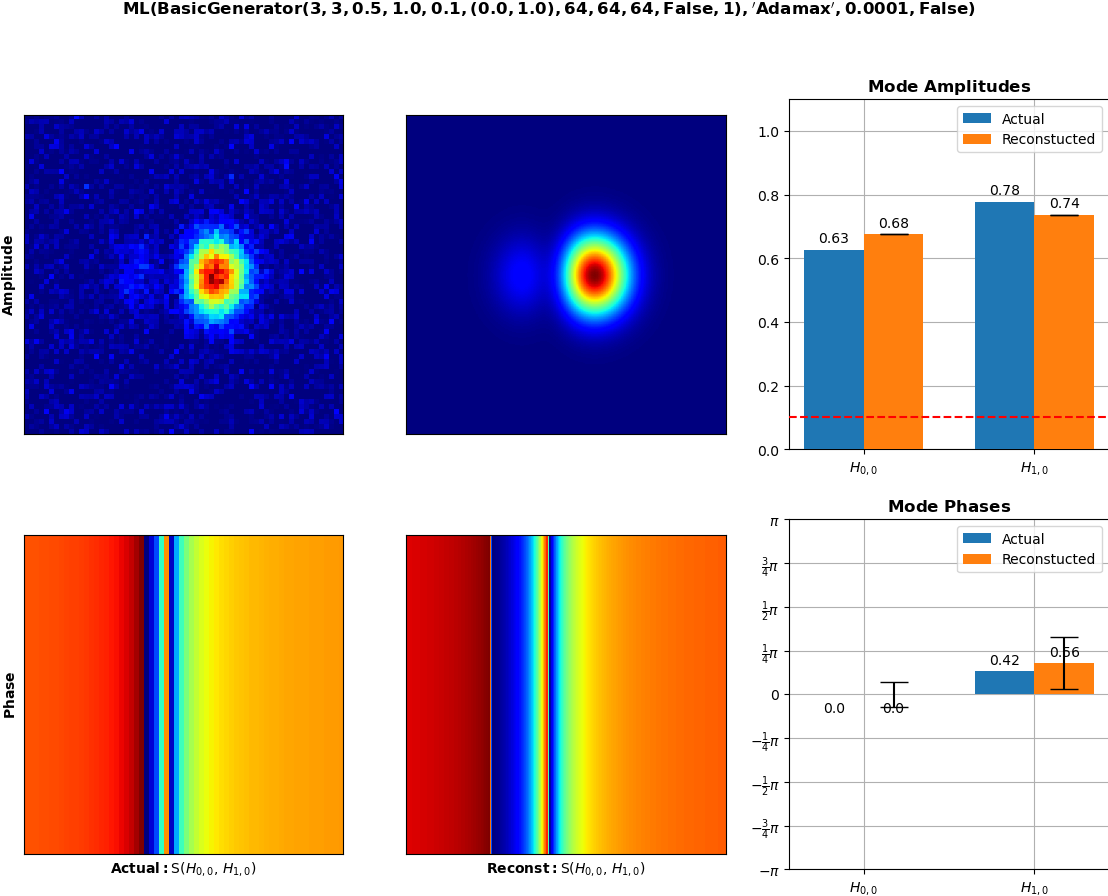 ML(BasicGenerator(3, 3, 0.5, 1.0, 0.1, (0.0, 1.0), 64, 64, 64, False, 1), ′Adamax′, 0.0001, False)
Amplitude
Mode Amplitudes
Actual
Reconstucted
1.0
0.8
0.6
0.4
0.2
0.0
0.63
0.68
0.78
0.74
H0, 0
H1, 0
Phase
Actual: S(H0, 0, H1, 0)
Reconst: S(H0, 0, H1, 0)
Mode Phases
Actual
Reconstucted
π
3/4π
1/2π
1/4π
0
−1/4π
−1/2π
−3/4π
−π
0.0
0.0
0.42
0.56
H0, 0
H1, 0